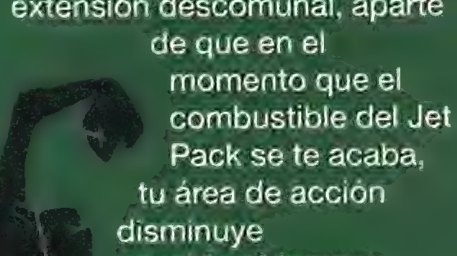 extensión descomunal, aparte
de que en el
momento que el
combustible del Jet
Pack se te acaba,
tu área de acción
disminuye